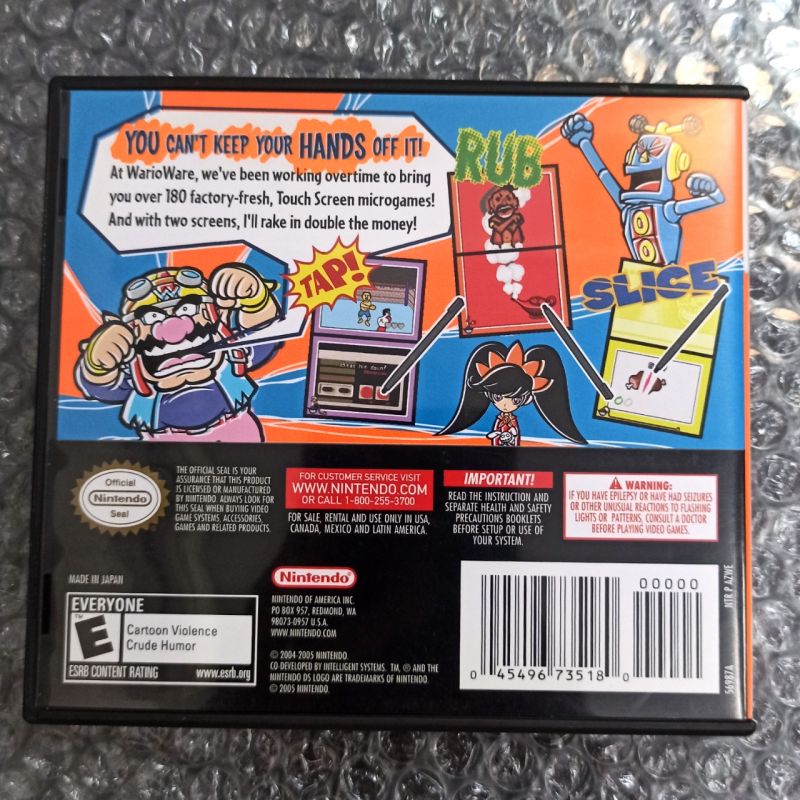 YOU CAN'T KEEP YOUR HANDS OFF IT!
At WarioWare, we've been working overtime to bring
you over 180 factory-fresh, Touch Screen microgames!
And with two screens, I'll rake in double the money!
RUB
TAP!
SLICE
Official
Nintendo
Seal
THE OFFICIAL SEAL IS YOUR
ASSURANCE THAT THIS PRODUCT
IS LICENSED OR MANUFACTURED
BY NINTENDO. ALWAYS LOOK FOR
THIS SEAL WHEN BUYING VIDEO
GAME SYSTEMS, ACCESSORIES,
GAMES AND RELATED PRODUCTS.
FOR CUSTOMER SERVICE VISIT
WWW.NINTENDO.COM
OR CALL 1-800-255-3700
FOR SALE, RENTAL AND USE ONLY IN USA,
CANADA, MEXICO AND LATIN AMERICA.
IMPORTANT!
READ THE INSTRUCTION AND
SEPARATE HEALTH AND SAFETY
PRECAUTIONS BOOKLETS
BEFORE SETUP OR USE OF
YOUR SYSTEM.
WARNING:
IF YOU HAVE EPILEPSY OR HAVE HAD SEIZURES
OR OTHER UNUSUAL REACTIONS TO FLASHING
LIGHTS OR PATTERNS, CONSULT A DOCTOR
BEFORE PLAYING VIDEO GAMES.
MADE IN JAPAN
EVERYONE
E
TM
Cartoon Violence
Crude Humor
ESRB CONTENT RATING www.esrb.org
Nintendo
NINTENDO OF AMERICA INC.
PO BOX 957, REDMOND, WA
98073-0957 U.S.A.
WWW.NINTENDO.COM
© 2004-2005 NINTENDO.
CO-DEVELOPED BY INTELLIGENT SYSTEMS. TM, ® AND THE
NINTENDO DS LOGO ARE TRADEMARKS OF NINTENDO.
© 2005 NINTENDO.
00000
0 45496 73518 0
NTR P AZWE
56987A